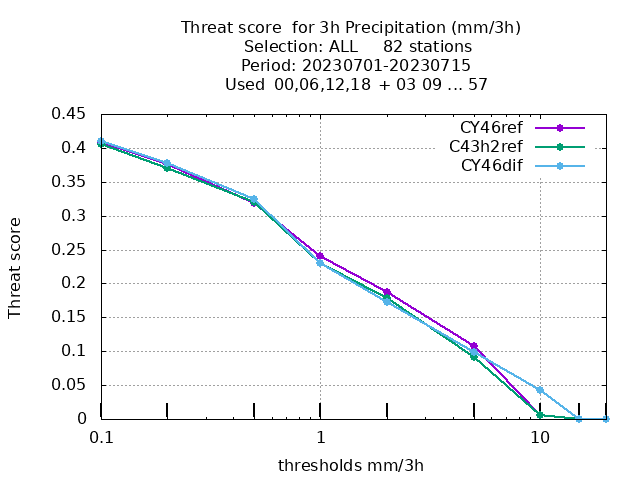 Threat score for 3h Precipitation (mm/3h)
Selection: ALL 82 stations
Period: 20230701-20230715
Used 00,06,12,18 + 03 09 ... 57
CY46ref
C43h2ref
CY46dif
Threat score
0.45
0.4
0.35
0.3
0.25
0.2
0.15
0.1
0.05
0
0.1
1
10
thresholds mm/3h